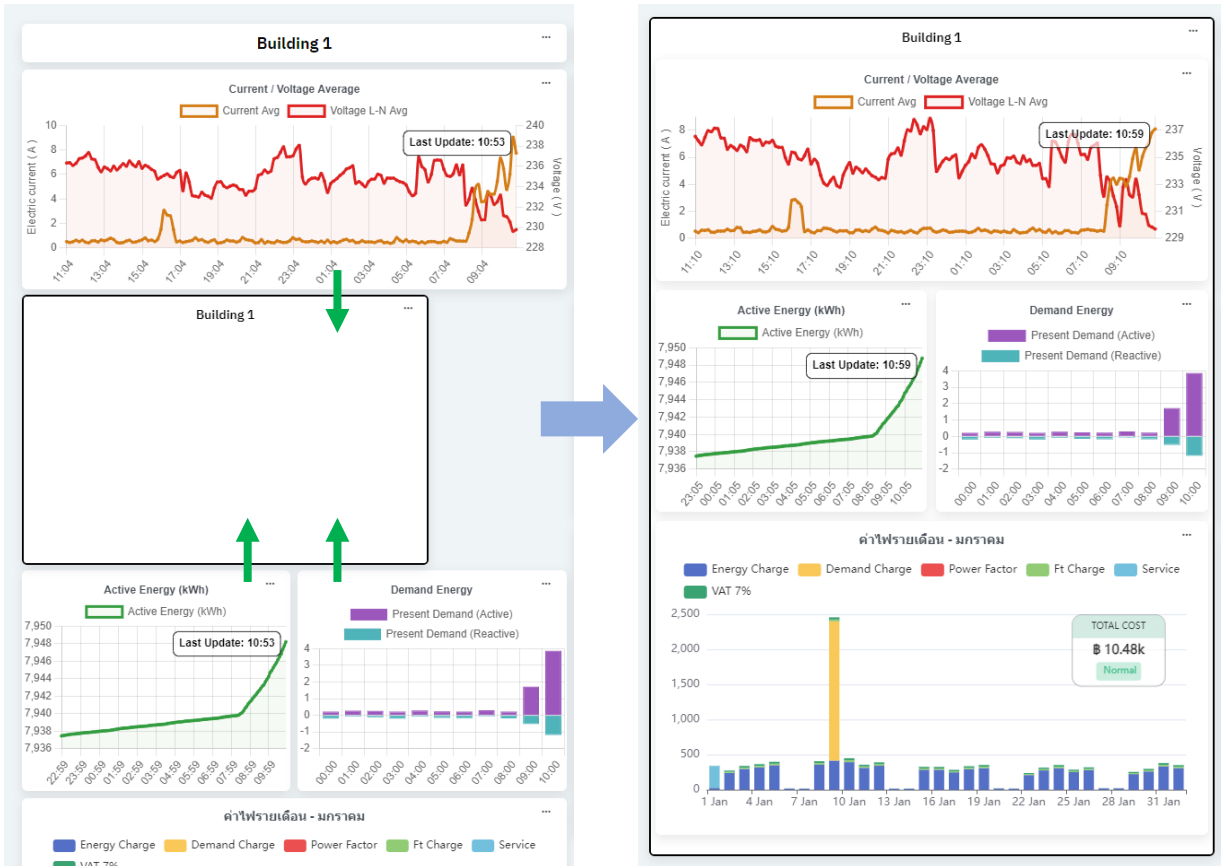 Building 1
Current / Voltage Average
Current Avg Voltage L-N Avg
Last Update: 10:53
Electric current ( A )
10
8
6
4
2
0
240
238
236
234
232
230
228
Voltage ( V )
11:04 13:04 15:04 17:04 19:04 21:04 23:04 01:04 03:04 05:04 07:04 09:04
Building 1
Active Energy (kWh)
Active Energy (kWh)
Last Update: 10:53
7,950
7,948
7,946
7,944
7,942
7,940
7,938
7,936
22:59 23:59 00:59 01:59 02:59 03:59 04:59 05:59 06:59 07:59 08:59 09:59
Demand Energy
Present Demand (Active)
Present Demand (Reactive)
4
3
2
1
0
-1
-2
00:00 01:00 02:00 03:00 04:00 05:00 06:00 07:00 08:00 09:00 10:00
ค่าไฟรายเดือน - มกราคม
Energy Charge Demand Charge Power Factor Ft Charge Service
VAT 7%
Building 1
Current / Voltage Average
Current Avg Voltage L-N Avg
Last Update: 10:59
Electric current ( A )
8
6
4
2
0
237
235
233
231
229
Voltage ( V )
11:10 13:10 15:10 17:10 19:10 21:10 23:10 01:10 03:10 05:10 07:10 09:10
Active Energy (kWh)
Active Energy (kWh)
Last Update: 10:59
7,950
7,948
7,946
7,944
7,942
7,940
7,938
7,936
23:05 00:05 01:05 02:05 03:05 04:05 05:05 06:05 07:05 08:05 09:05 10:05
Demand Energy
Present Demand (Active)
Present Demand (Reactive)
4
3
2
1
0
-1
-2
00:00 01:00 02:00 03:00 04:00 05:00 06:00 07:00 08:00 09:00 10:00
ค่าไฟรายเดือน - มกราคม
Energy Charge Demand Charge Power Factor Ft Charge Service
VAT 7%
TOTAL COST
฿ 10.48k
Normal
2,500
2,000
1,500
1,000
500
0
1 Jan 4 Jan 7 Jan 10 Jan 13 Jan 16 Jan 19 Jan 22 Jan 25 Jan 28 Jan 31 Jan